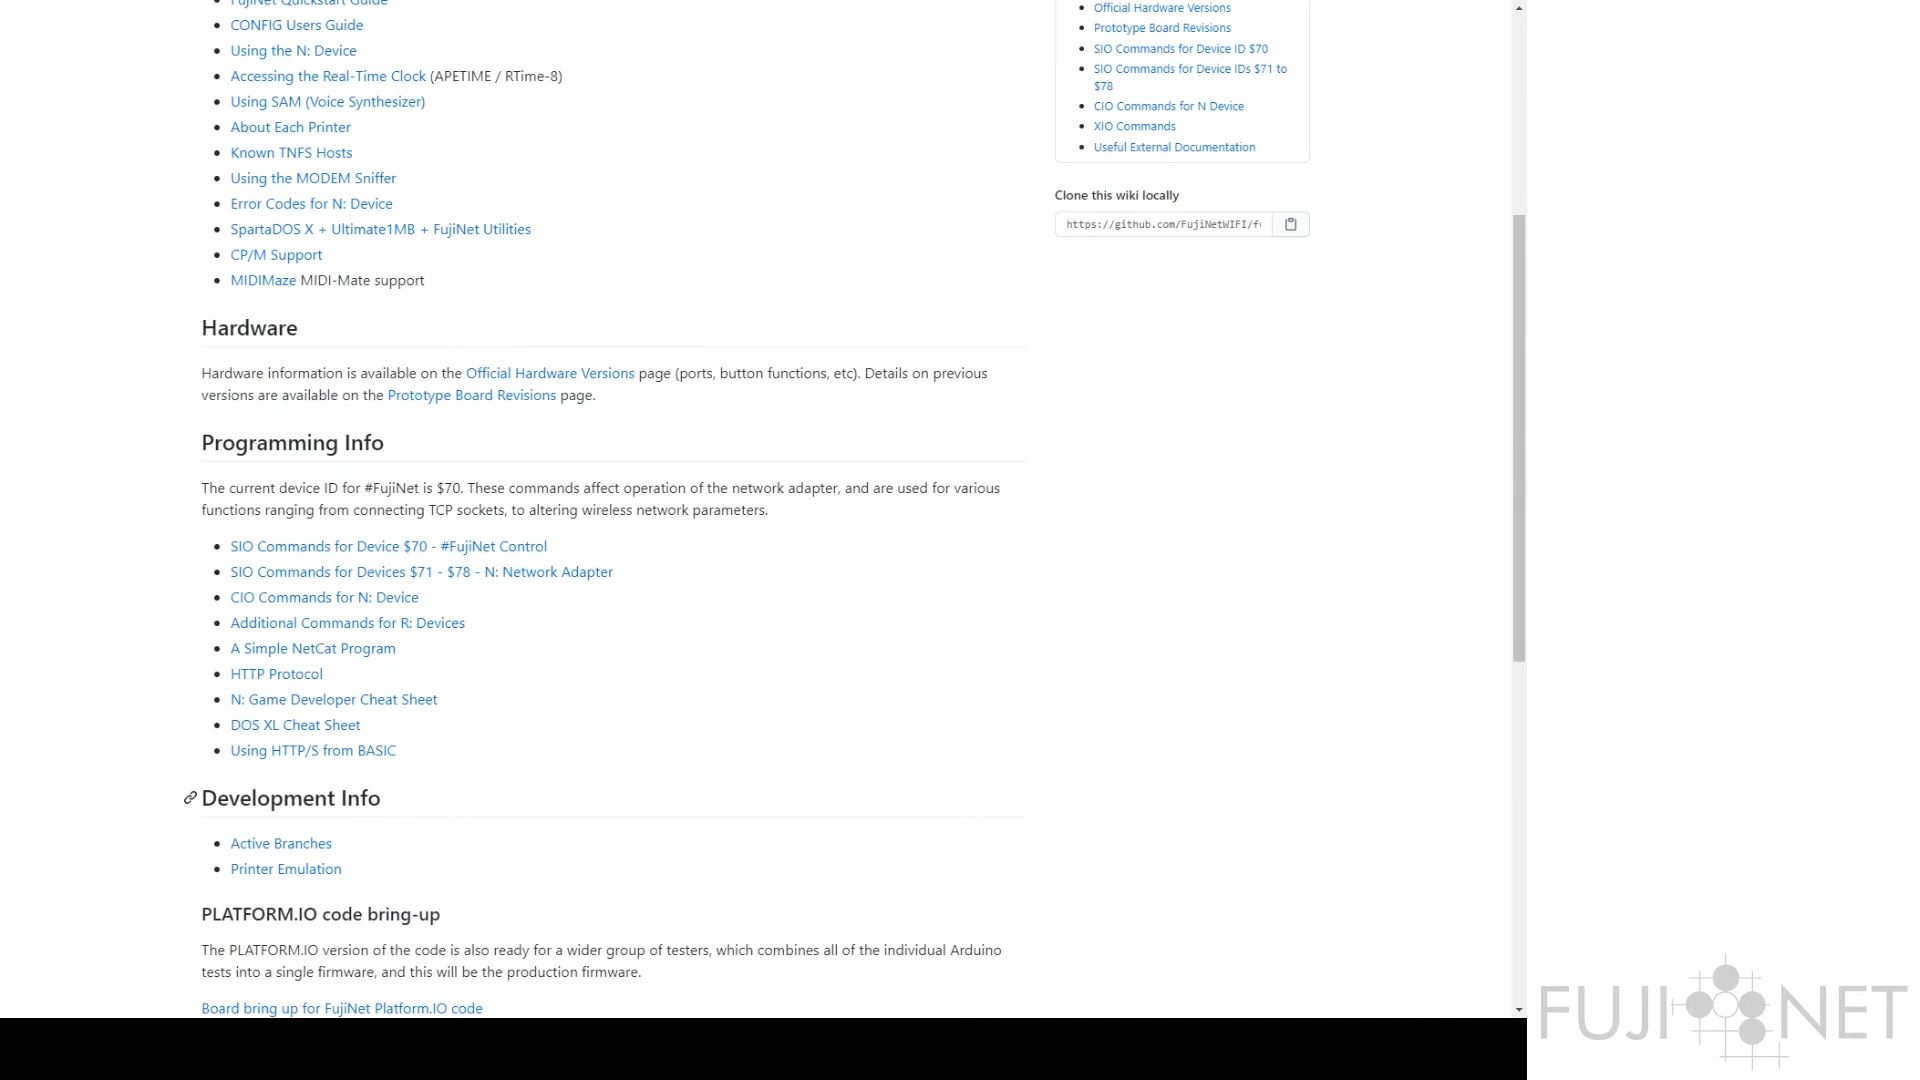 FujiNet Quickstart Guide
CONFIG Users Guide
Using the N: Device
Accessing the Real-Time Clock (APETIME / RTime-8)
Using SAM (Voice Synthesizer)
About Each Printer
Known TNFS Hosts
Using the MODEM Sniffer
Error Codes for N: Device
SpartaDOS X + Ultimate1MB + FujiNet Utilities
CP/M Support
MIDIMaze MIDI-Mate support
Hardware
Hardware information is available on the Official Hardware Versions page (ports, button functions, etc). Details on previous
versions are available on the Prototype Board Revisions page.
Programming Info
The current device ID for #FujiNet is $70. These commands affect operation of the network adapter, and are used for various
functions ranging from connecting TCP sockets, to altering wireless network parameters.
SIO Commands for Device $70 - #FujiNet Control
SIO Commands for Devices $71 - $78 - N: Network Adapter
CIO Commands for N: Device
Additional Commands for R: Devices
A Simple NetCat Program
HTTP Protocol
N: Game Developer Cheat Sheet
DOS XL Cheat Sheet
Using HTTP/S from BASIC
Development Info
Active Branches
Printer Emulation
PLATFORM.IO code bring-up
The PLATFORM.IO version of the code is also ready for a wider group of testers, which combines all of the individual Arduino
tests into a single firmware, and this will be the production firmware.
Board bring up for FujiNet Platform.IO code
Official Hardware Versions
Prototype Board Revisions
SIO Commands for Device ID $70
SIO Commands for Device IDs $71 to
$78
CIO Commands for N Device
XIO Commands
Useful External Documentation
Clone this wiki locally
https://github.com/FujiNetWIFI/f
FUJI NET